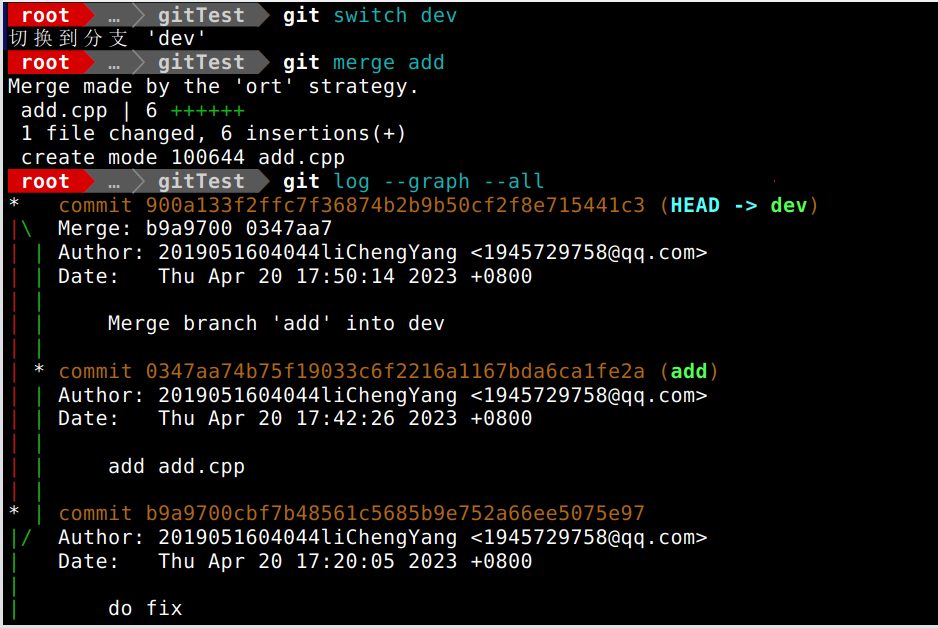 root … gitTest git switch dev
切换到分支 'dev'
root … gitTest git merge add
Merge made by the 'ort' strategy.
 add.cpp | 6 ++++++
 1 file changed, 6 insertions(+)
 create mode 100644 add.cpp
root … gitTest git log --graph --all
*   commit 900a133f2ffc7f36874b2b9b50cf2f8e715441c3 (HEAD -> dev)
|\  Merge: b9a9700 0347aa7
| | Author: 2019051604044liChengYang <1945729758@qq.com>
| | Date:   Thu Apr 20 17:50:14 2023 +0800
| |
| |     Merge branch 'add' into dev
| |
| * commit 0347aa74b75f19033c6f2216a1167bda6ca1fe2a (add)
| | Author: 2019051604044liChengYang <1945729758@qq.com>
| | Date:   Thu Apr 20 17:42:26 2023 +0800
| |
| |     add add.cpp
| |
* | commit b9a9700cbf7b48561c5685b9e752a66ee5075e97
|/  Author: 2019051604044liChengYang <1945729758@qq.com>
|   Date:   Thu Apr 20 17:20:05 2023 +0800
|
|       do fix